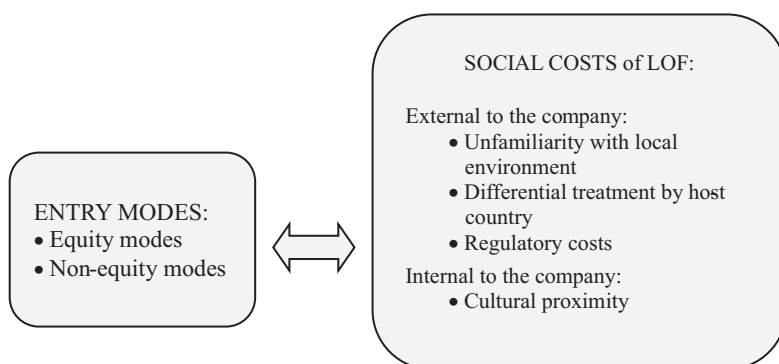 SOCIAL COSTS of LOF:
External to the company:
• Unfamiliarity with local
environment
• Differential treatment by host
country
• Regulatory costs
Internal to the company:
• Cultural proximity
ENTRY MODES:
• Equity modes
• Non-equity modes